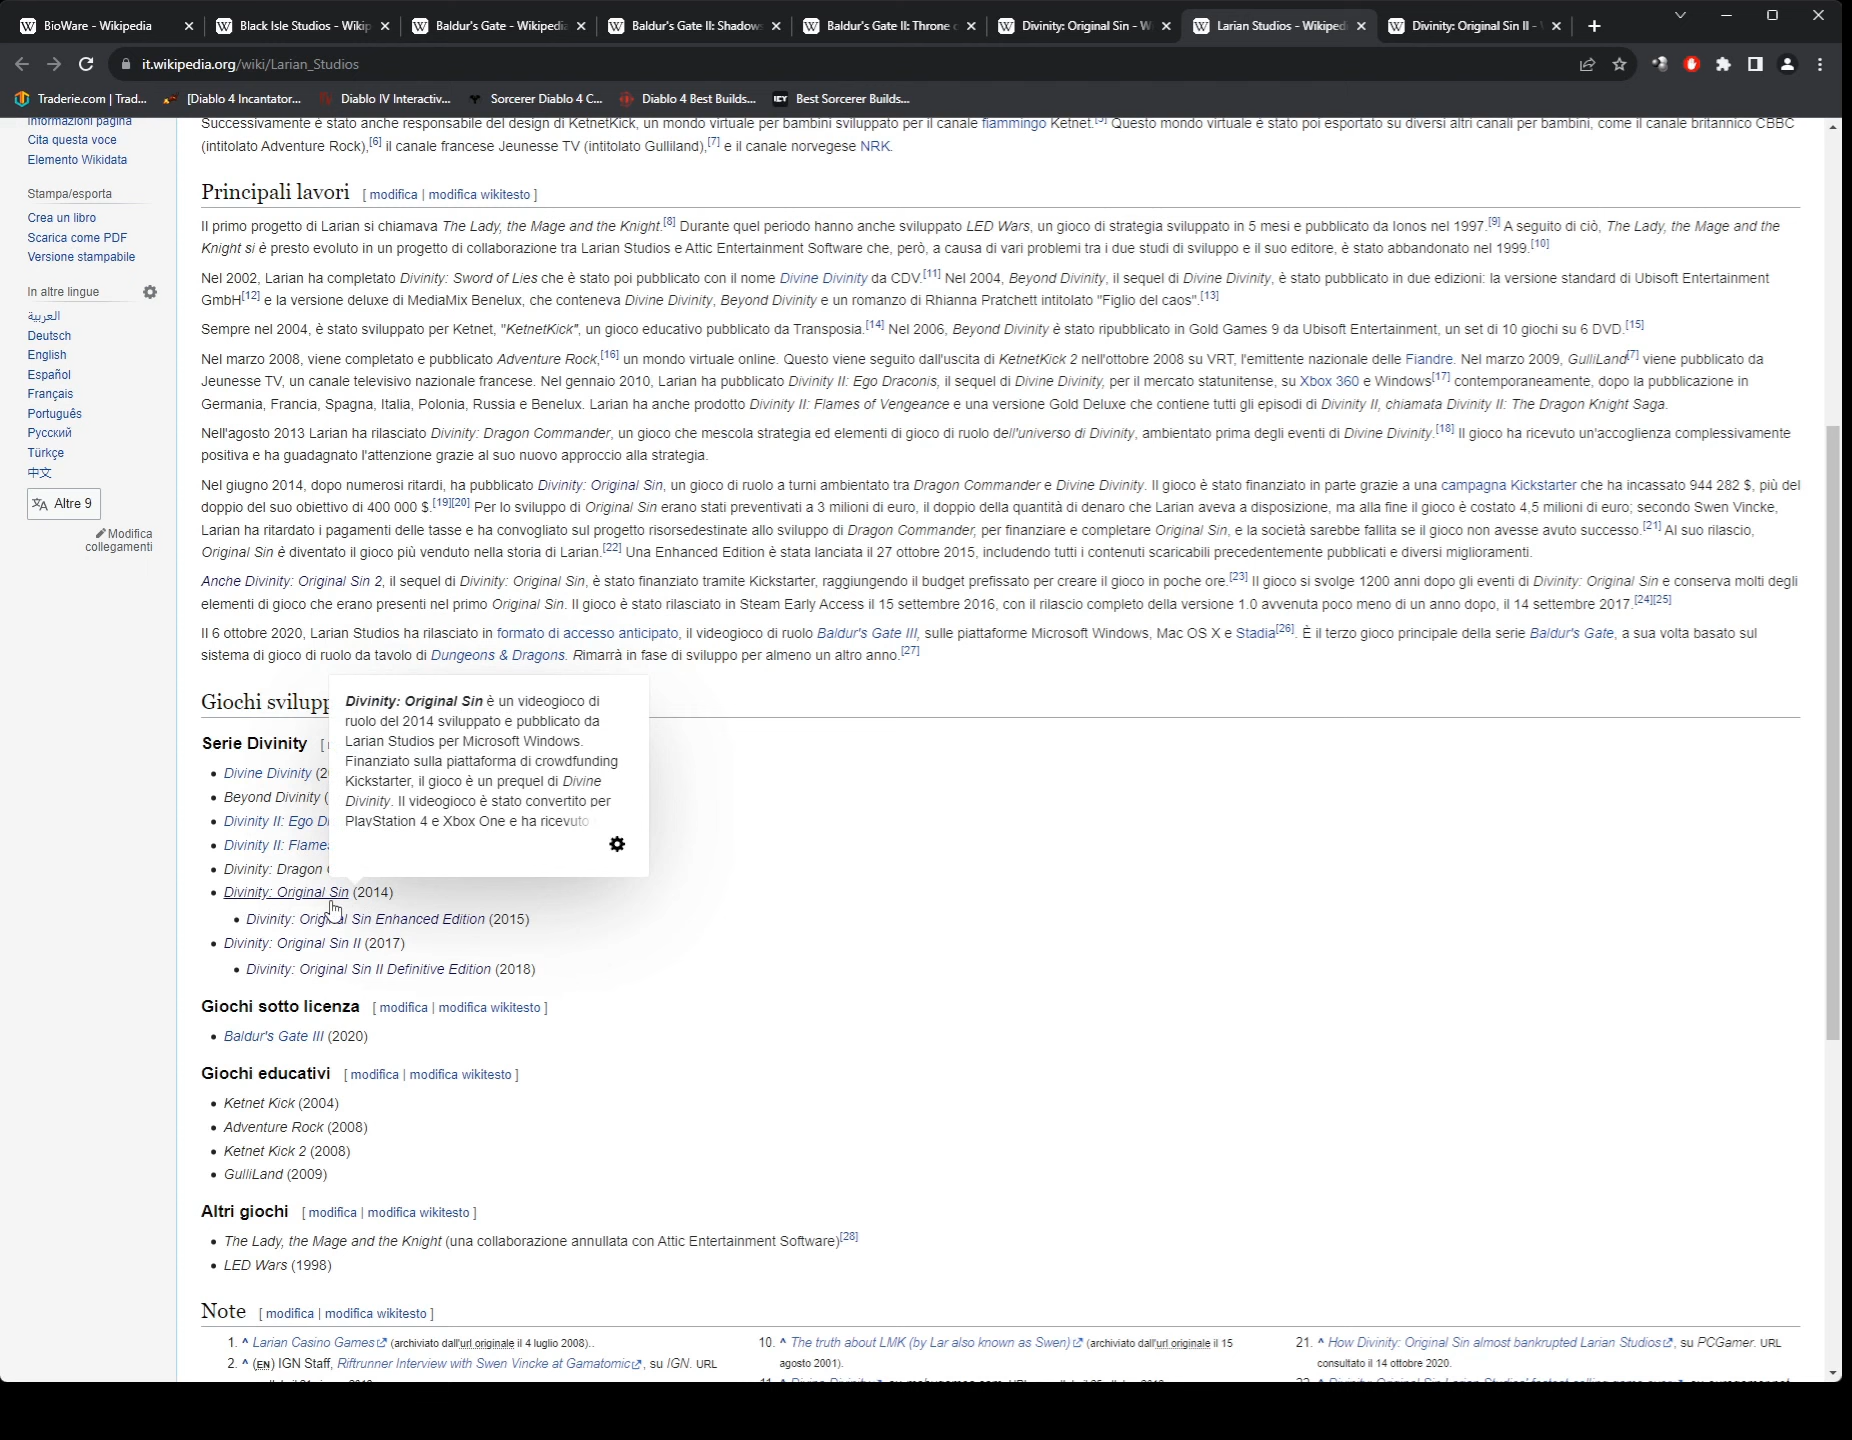 BioWare - Wikipedia
Black Isle Studios - Wikip
Baldur's Gate - Wikipedia
Baldur's Gate II: Shadow
Baldur's Gate II: Throne
Divinity: Original Sin - W
Larian Studios - Wikiped
Divinity: Original Sin II -
it.wikipedia.org/wiki/Larian_Studios
Traderie.com | Trad...
[Diablo 4 Incantator...
Diablo IV Interactiv...
Sorcerer Diablo 4 C...
Diablo 4 Best Builds...
Best Sorcerer Builds...
Informazioni pagina
Cita questa voce
Elemento Wikidata
Stampa/esporta
Crea un libro
Scarica come PDF
Versione stampabile
In altre lingue
العربية
Deutsch
English
Español
Français
Português
Русский
Türkçe
中文
Altre 9
Modifica
collegamenti
Successivamente è stato anche responsabile del design di KetnetKick, un mondo virtuale per bambini sviluppato per il canale fiammingo Ketnet. Questo mondo virtuale è stato poi esportato su diversi altri canali per bambini, come il canale britannico CBBC
(intitolato Adventure Rock),[6] il canale francese Jeunesse TV (intitolato Gulliland),[7] e il canale norvegese NRK.
Principali lavori [ modifica | modifica wikitesto ]
Il primo progetto di Larian si chiamava The Lady, the Mage and the Knight.[8] Durante quel periodo hanno anche sviluppato LED Wars, un gioco di strategia sviluppato in 5 mesi e pubblicato da Ionos nel 1997.[9] A seguito di ciò, The Lady, the Mage and the
Knight si è presto evoluto in un progetto di collaborazione tra Larian Studios e Attic Entertainment Software che, però, a causa di vari problemi tra i due studi di sviluppo e il suo editore, è stato abbandonato nel 1999.[10]
Nel 2002, Larian ha completato Divinity: Sword of Lies che è stato poi pubblicato con il nome Divine Divinity da CDV.[11] Nel 2004, Beyond Divinity, il sequel di Divine Divinity, è stato pubblicato in due edizioni: la versione standard di Ubisoft Entertainment
GmbH[12] e la versione deluxe di MediaMix Benelux, che conteneva Divine Divinity, Beyond Divinity e un romanzo di Rhianna Pratchett intitolato "Figlio del caos".[13]
Sempre nel 2004, è stato sviluppato per Ketnet, "KetnetKick", un gioco educativo pubblicato da Transposia.[14] Nel 2006, Beyond Divinity è stato ripubblicato in Gold Games 9 da Ubisoft Entertainment, un set di 10 giochi su 6 DVD.[15]
Nel marzo 2008, viene completato e pubblicato Adventure Rock,[16] un mondo virtuale online. Questo viene seguito dall'uscita di KetnetKick 2 nell'ottobre 2008 su VRT, l'emittente nazionale delle Fiandre. Nel marzo 2009, GulliLand[7] viene pubblicato da
Jeunesse TV, un canale televisivo nazionale francese. Nel gennaio 2010, Larian ha pubblicato Divinity II: Ego Draconis, il sequel di Divine Divinity, per il mercato statunitense, su Xbox 360 e Windows[17] contemporaneamente, dopo la pubblicazione in
Germania, Francia, Spagna, Italia, Polonia, Russia e Benelux. Larian ha anche prodotto Divinity II: Flames of Vengeance e una versione Gold Deluxe che contiene tutti gli episodi di Divinity II, chiamata Divinity II: The Dragon Knight Saga.
Nell'agosto 2013 Larian ha rilasciato Divinity: Dragon Commander, un gioco che mescola strategia ed elementi di gioco di ruolo dell'universo di Divinity, ambientato prima degli eventi di Divine Divinity.[18] Il gioco ha ricevuto un'accoglienza complessivamente
positiva e ha guadagnato l'attenzione grazie al suo nuovo approccio alla strategia.
Nel giugno 2014, dopo numerosi ritardi, ha pubblicato Divinity: Original Sin, un gioco di ruolo a turni ambientato tra Dragon Commander e Divine Divinity. Il gioco è stato finanziato in parte grazie a una campagna Kickstarter che ha incassato 944 282 $, più del
doppio del suo obiettivo di 400 000 $.[19][20] Per lo sviluppo di Original Sin erano stati preventivati a 3 milioni di euro, il doppio della quantità di denaro che Larian aveva a disposizione, ma alla fine il gioco è costato 4,5 milioni di euro; secondo Swen Vincke,
Larian ha ritardato i pagamenti delle tasse e ha convogliato sul progetto risorsedestinate allo sviluppo di Dragon Commander, per finanziare e completare Original Sin, e la società sarebbe fallita se il gioco non avesse avuto successo.[21] Al suo rilascio,
Original Sin è diventato il gioco più venduto nella storia di Larian.[22] Una Enhanced Edition è stata lanciata il 27 ottobre 2015, includendo tutti i contenuti scaricabili precedentemente pubblicati e diversi miglioramenti.
Anche Divinity: Original Sin 2, il sequel di Divinity: Original Sin, è stato finanziato tramite Kickstarter, raggiungendo il budget prefissato per creare il gioco in poche ore.[23] Il gioco si svolge 1200 anni dopo gli eventi di Divinity: Original Sin e conserva molti degli
elementi di gioco che erano presenti nel primo Original Sin. Il gioco è stato rilasciato in Steam Early Access il 15 settembre 2016, con il rilascio completo della versione 1.0 avvenuta poco meno di un anno dopo, il 14 settembre 2017.[24][25]
Il 6 ottobre 2020, Larian Studios ha rilasciato in formato di accesso anticipato, il videogioco di ruolo Baldur's Gate III, sulle piattaforme Microsoft Windows, Mac OS X e Stadia[26]. È il terzo gioco principale della serie Baldur's Gate, a sua volta basato sul
sistema di gioco di ruolo da tavolo di Dungeons & Dragons. Rimarrà in fase di sviluppo per almeno un altro anno.[27]
Giochi svilupp
Serie Divinity [
Divine Divinity (20
Beyond Divinity (
Divinity II: Ego D
Divinity II: Flame
Divinity: Dragon
Divinity: Original Sin (2014)
Divinity: Original Sin Enhanced Edition (2015)
Divinity: Original Sin II (2017)
Divinity: Original Sin II Definitive Edition (2018)
Divinity: Original Sin è un videogioco di
ruolo del 2014 sviluppato e pubblicato da
Larian Studios per Microsoft Windows.
Finanziato sulla piattaforma di crowdfunding
Kickstarter, il gioco è un prequel di Divine
Divinity. Il videogioco è stato convertito per
PlayStation 4 e Xbox One e ha ricevuto
Giochi sotto licenza [ modifica | modifica wikitesto ]
Baldur's Gate III (2020)
Giochi educativi [ modifica | modifica wikitesto ]
Ketnet Kick (2004)
Adventure Rock (2008)
Ketnet Kick 2 (2008)
GulliLand (2009)
Altri giochi [ modifica | modifica wikitesto ]
The Lady, the Mage and the Knight (una collaborazione annullata con Attic Entertainment Software)[28]
LED Wars (1998)
Note [ modifica | modifica wikitesto ]
1. ^ Larian Casino Games (archiviato dall'url originale il 4 luglio 2008)..
2. ^ (EN) IGN Staff, Riftrunner Interview with Swen Vincke at Gamatomic, su IGN. URL
10. ^ The truth about LMK (by Lar also known as Swen) (archiviato dall'url originale il 15
agosto 2001).
21. ^ How Divinity: Original Sin almost bankrupted Larian Studios, su PCGamer. URL
consultato il 14 ottobre 2020.